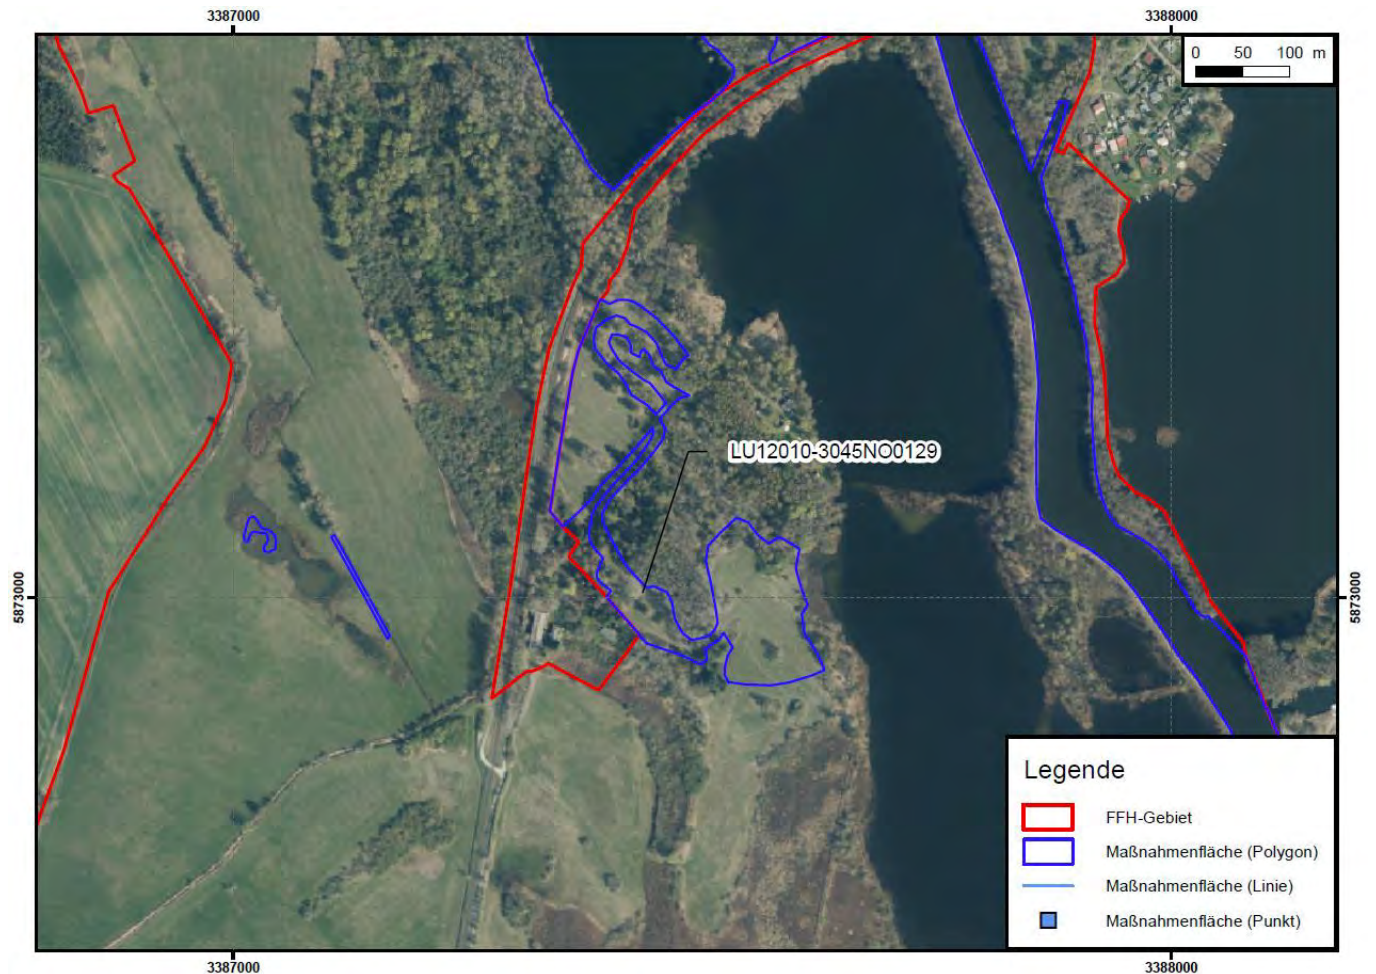 3387000
3388000
0 50 100 m
LU12010-3045NO0129
5873000
5873000
Legende
FFH-Gebiet
Maßnahmenfläche (Polygon)
Maßnahmenfläche (Linie)
Maßnahmenfläche (Punkt)
3387000
3388000